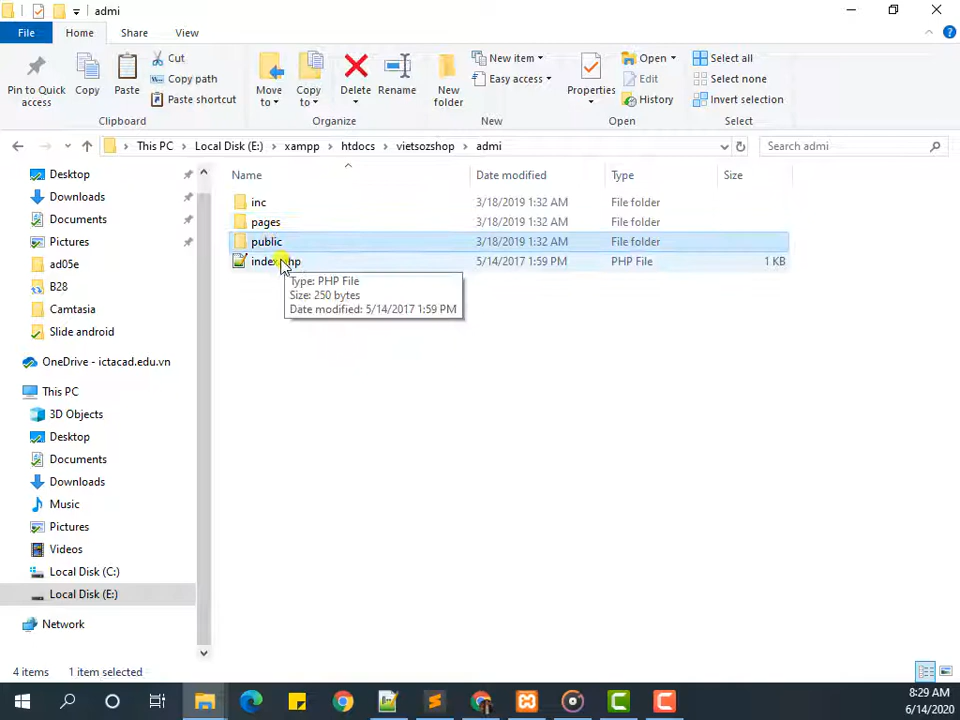 admi
File
Home
Share
View
Pin to Quick access
Copy
Paste
Cut
Copy path
Paste shortcut
Clipboard
Move to
Copy to
Delete
Rename
Organize
New folder
New item
Easy access
New
Properties
Open
Edit
History
Open
Select all
Select none
Invert selection
Select
This PC > Local Disk (E:) > xampp > htdocs > vietsozshop > admi
Search admi
Name
Date modified
Type
Size
inc 3/18/2019 1:32 AM File folder
pages 3/18/2019 1:32 AM File folder
public 3/18/2019 1:32 AM File folder
5/14/2017 1:59 PM PHP File 1 KB
Type: PHP File
Size: 250 bytes
Date modified: 5/14/2017 1:59 PM
Desktop
Downloads
Documents
Pictures
ad05e
B28
Camtasia
Slide android
OneDrive - ictacad.edu.vn
This PC
3D Objects
Desktop
Documents
Downloads
Music
Pictures
Videos
Local Disk (C:)
Local Disk (E:)
Network
4 items
1 item selected
8:29 AM
6/14/2020